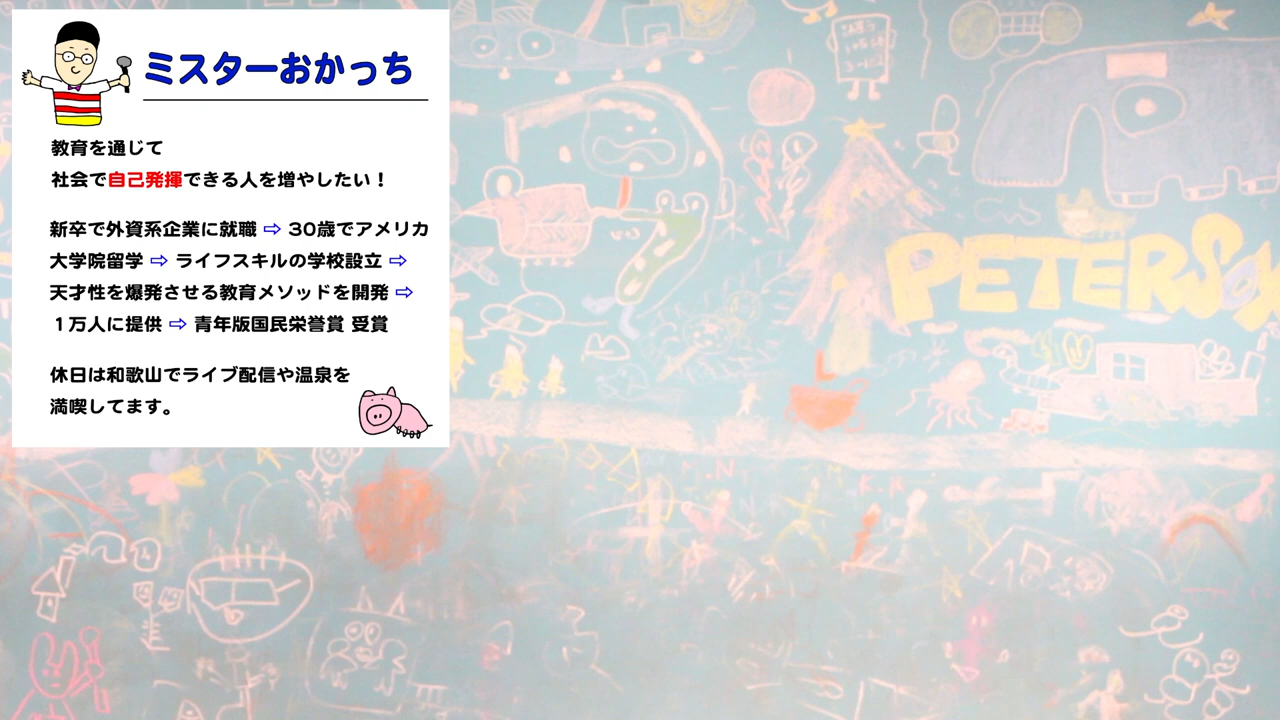 ミスターおかっち
教育を通じて
社会で自己発揮できる人を増やしたい！
新卒で外資系企業に就職 ⇨ 30歳でアメリカ
大学院留学 ⇨ ライフスキルの学校設立 ⇨
天才性を爆発させる教育メソッドを開発 ⇨
１万人に提供 ⇨ 青年版国民栄誉賞 受賞
休日は和歌山でライブ配信や温泉を
満喫してます。
PETERS